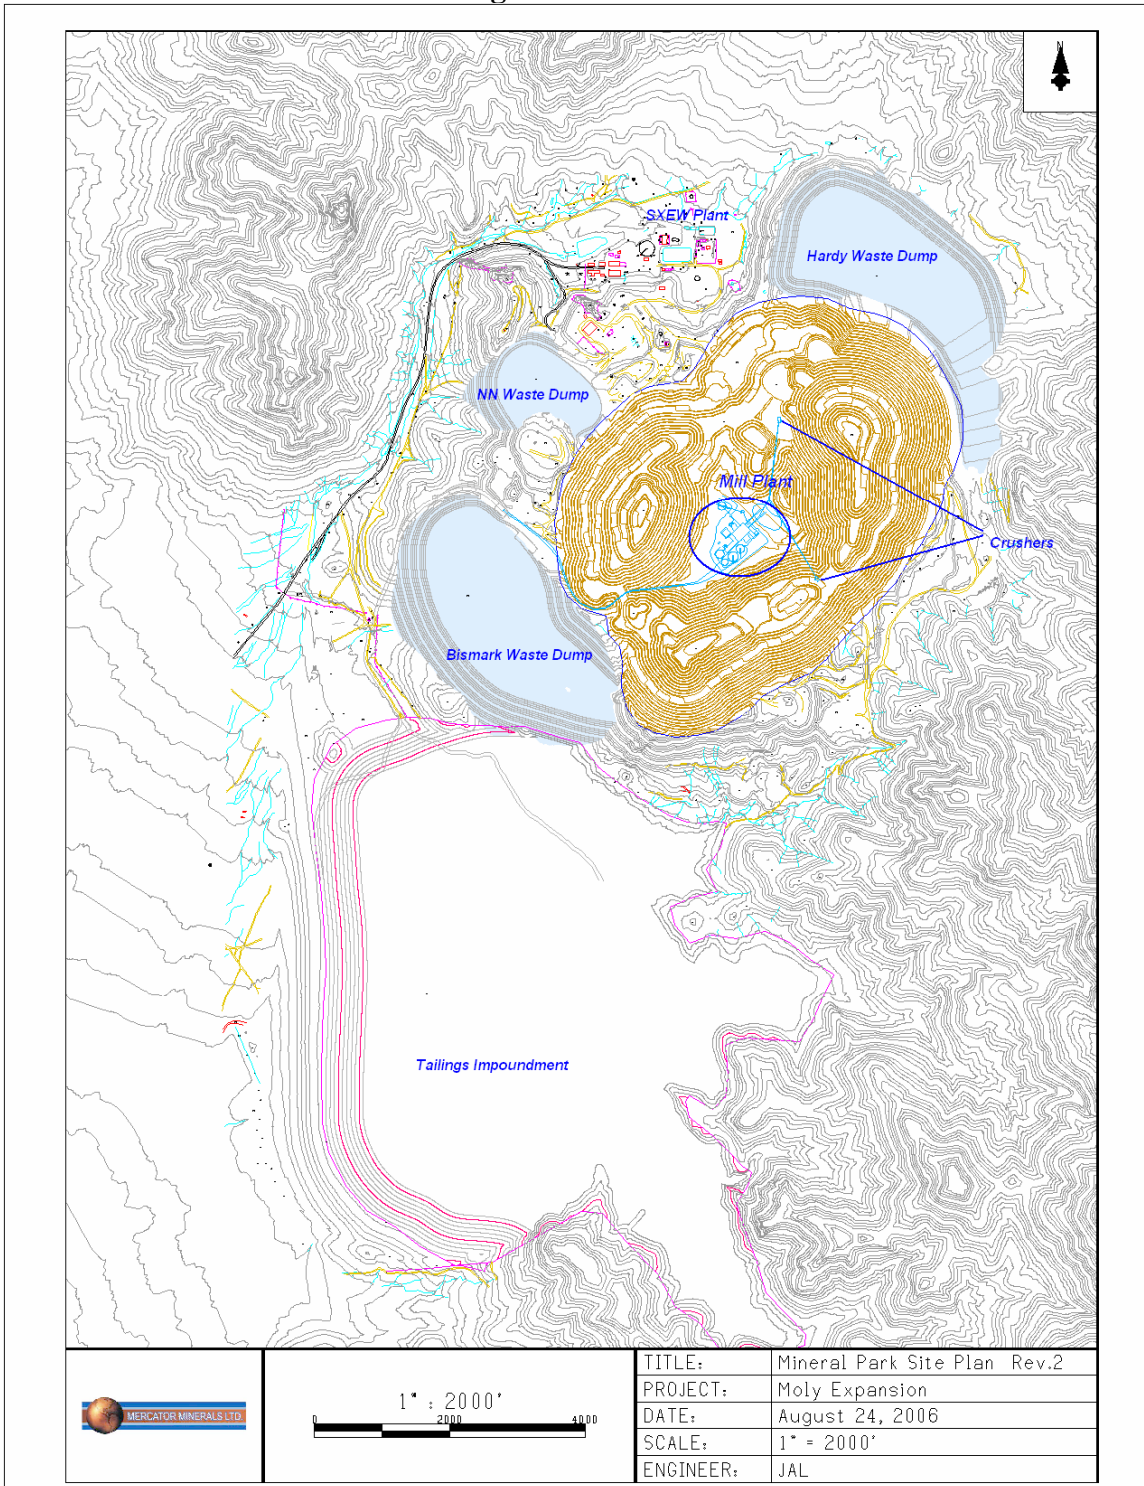 N
SXEW Plant
Hardy Waste Dump
NN Waste Dump
Mill Plant
Crushers
Bismark Waste Dump
Tailings Impoundment
MERCATOR MINERALS LTD
1" : 2000'
0 2000 4000
TITLE: Mineral Park Site Plan Rev.2
PROJECT: Moly Expansion
DATE: August 24, 2006
SCALE: 1" = 2000'
ENGINEER: JAL